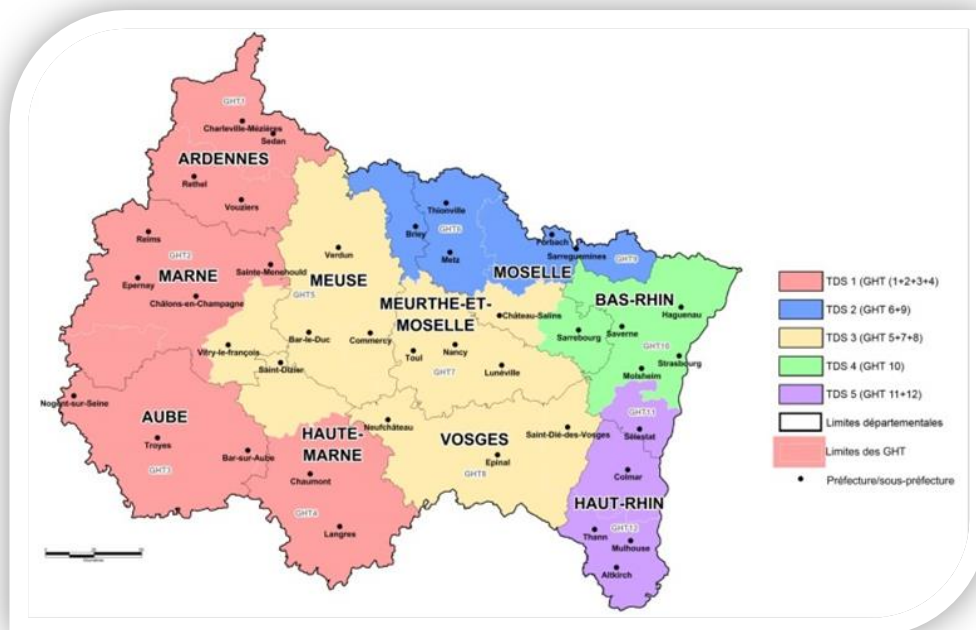 GHT1
Charleville-Mézières
Sedan
ARDENNES
Rethel
Vouziers
Reims
GHT2
MARNE
Sainte-Menehould
Epernay
Châlons-en-Champagne
Vitry-le-françois
Saint-Dizier
Verdun
MEUSE
GHT5
Bar-le-Duc
Commercy
Thionville
Briey
GHT6
Metz
Forbach
Sarreguemines
GHT9
MOSELLE
MEURTHE-ET-
MOSELLE
Château-Salins
Toul
Nancy
GHT7
Lunéville
BAS-RHIN
Haguenau
Saverne
Sarrebourg
GHT10
Strasbourg
Molsheim
Nogent-sur-Seine
AUBE
Troyes
GHT3
Bar-sur-Aube
HAUTE-
MARNE
Chaumont
GHT4
Langres
Neufchâteau
VOSGES
Saint-Dié-des-Vosges
Epinal
GHT8
GHT11
Sélestat
Colmar
HAUT-RHIN
Thann
GHT12
Mulhouse
Altkirch
TDS 1 (GHT (1+2+3+4)
TDS 2 (GHT 6+9)
TDS 3 (GHT 5+7+8)
TDS 4 (GHT 10)
TDS 5 (GHT 11+12)
Limites départementales
Limites des GHT
Préfecture/sous-préfecture